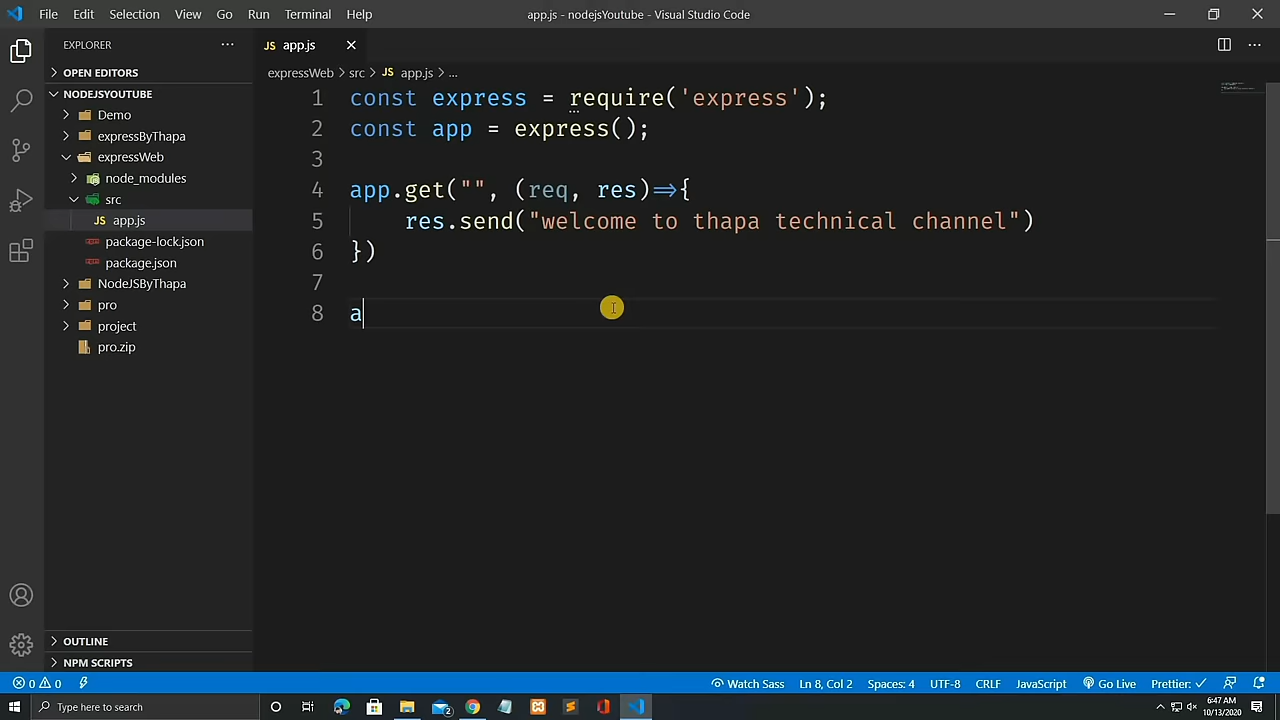 File Edit Selection View Go Run Terminal Help
app.js - nodejsYoutube - Visual Studio Code
EXPLORER
OPEN EDITORS
NODEJSYOUTUBE
Demo
expressByThapa
expressWeb
node_modules
src
JS app.js
package-lock.json
package.json
NodeJSByThapa
pro
project
pro.zip
OUTLINE
NPM SCRIPTS
JS app.js
expressWeb > src > JS app.js > ...
1 const express = require('express');
2 const app = express();
3
4 app.get("", (req, res)=>{
5 res.send("welcome to thapa technical channel")
6 })
7
8 a
0 0 Watch Sass Ln 8, Col 2 Spaces: 4 UTF-8 CRLF JavaScript Go Live Prettier: ✓
Type here to search
2
6:47 AM
10/13/2020